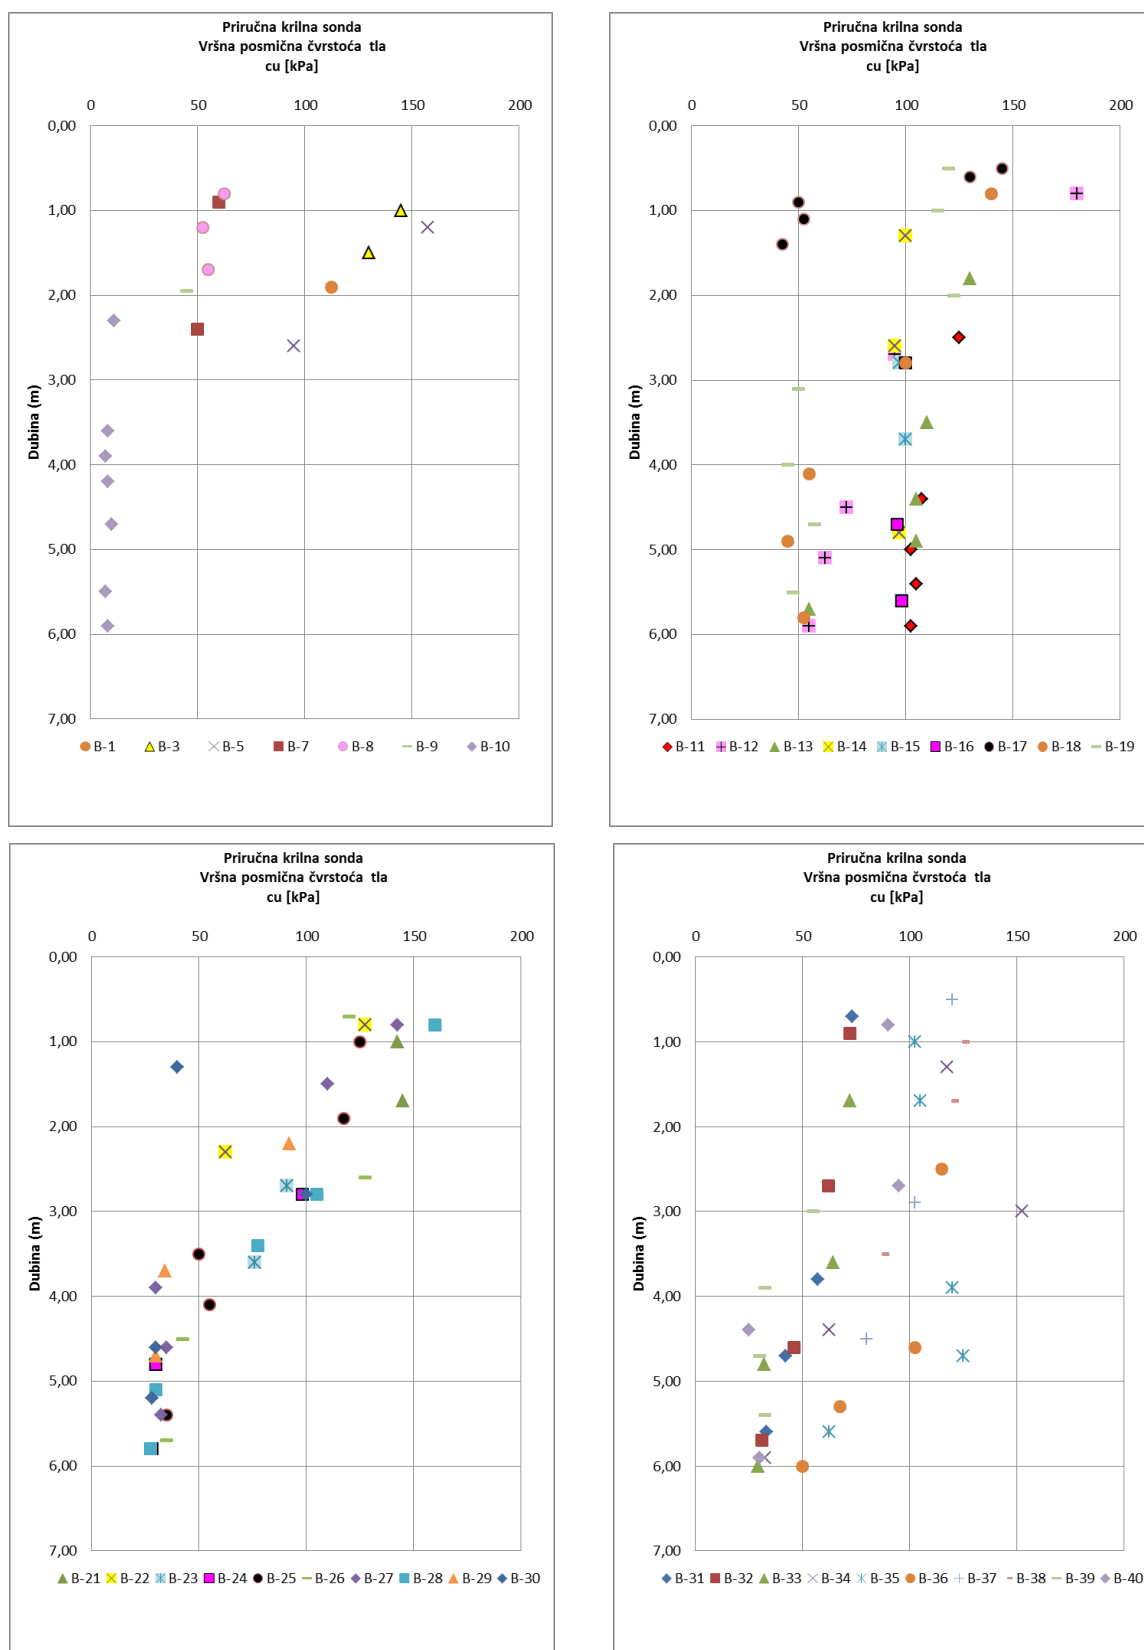 Priručna krilna sonda
Vršna posmična čvrstoća tla
cu [kPa]
0 50 100 150 200
0,00
1,00
2,00
3,00
4,00
5,00
6,00
7,00
Dubina (m)
B-1 B-3 B-5 B-7 B-8 B-9 B-10
Priručna krilna sonda
Vršna posmična čvrstoća tla
cu [kPa]
0 50 100 150 200
0,00
1,00
2,00
3,00
4,00
5,00
6,00
7,00
Dubina (m)
B-11 B-12 B-13 B-14 B-15 B-16 B-17 B-18 B-19
Priručna krilna sonda
Vršna posmična čvrstoća tla
cu [kPa]
0 50 100 150 200
0,00
1,00
2,00
3,00
4,00
5,00
6,00
7,00
Dubina (m)
B-21 B-22 B-23 B-24 B-25 B-26 B-27 B-28 B-29 B-30
Priručna krilna sonda
Vršna posmična čvrstoća tla
cu [kPa]
0 50 100 150 200
0,00
1,00
2,00
3,00
4,00
5,00
6,00
7,00
Dubina (m)
B-31 B-32 B-33 B-34 B-35 B-36 B-37 B-38 B-39 B-40